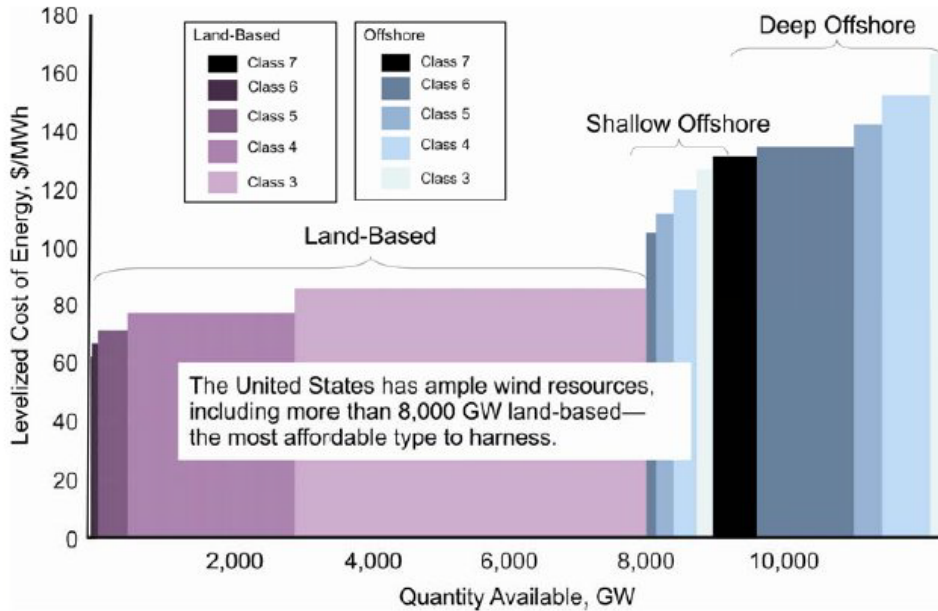 180
160
140
120
100
80
60
40
20
0
Levelized Cost of Energy, $/MWh
Land-Based
Class 7
Class 6
Class 5
Class 4
Class 3
Offshore
Class 7
Class 6
Class 5
Class 4
Class 3
Deep Offshore
Shallow Offshore
Land-Based
The United States has ample wind resources,
including more than 8,000 GW land-based—
the most affordable type to harness.
2,000
4,000
6,000
8,000
10,000
Quantity Available, GW